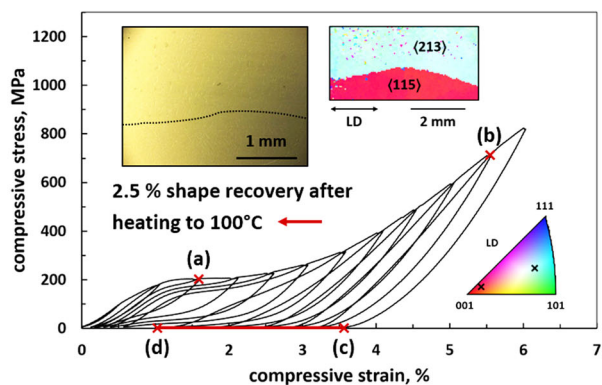 1200
1000
800
600
400
200
0
compressive stress, MPa
1 mm
⟨213⟩
⟨115⟩
LD
2 mm
2.5 % shape recovery after
heating to 100°C
(a)
(b)
(c)
(d)
111
LD
001
101
0 1 2 3 4 5 6 7
compressive strain, %